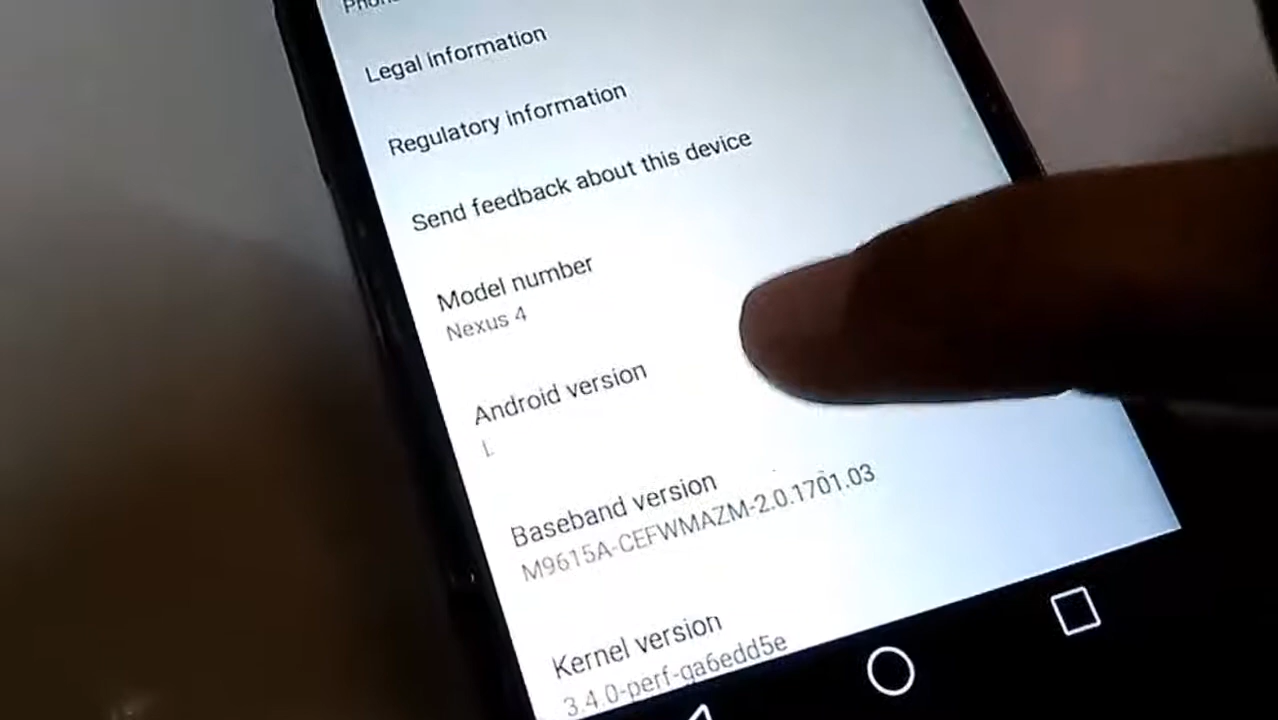 Legal information
Regulatory information
Send feedback about this device
Model number
Nexus 4
Android version
L
Baseband version
M9615A-CEFWMAZM-2.0.1701.03
Kernel version
3.4.0-perf-ga6edd5e